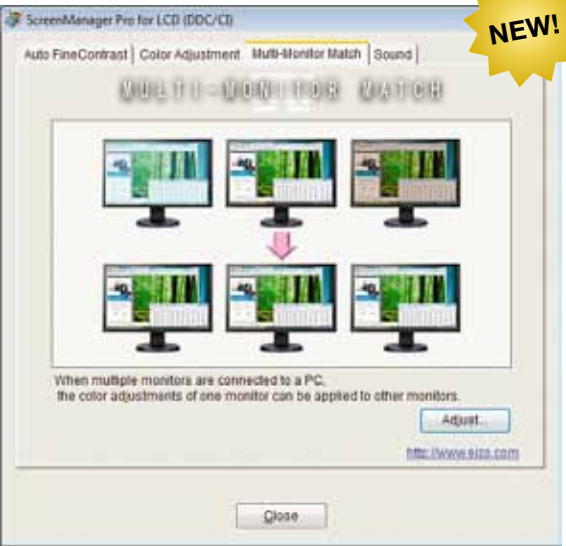 ScreenManager Pro for LCD (DDC/CI)
NEW!
Auto FineContrast Color Adjustment Multi-Monitor Match Sound
MULTI-MONITOR MATCH
When multiple monitors are connected to a PC,
the color adjustments of one monitor can be applied to other monitors.
Adjust...
http://www.eizo.com
Close